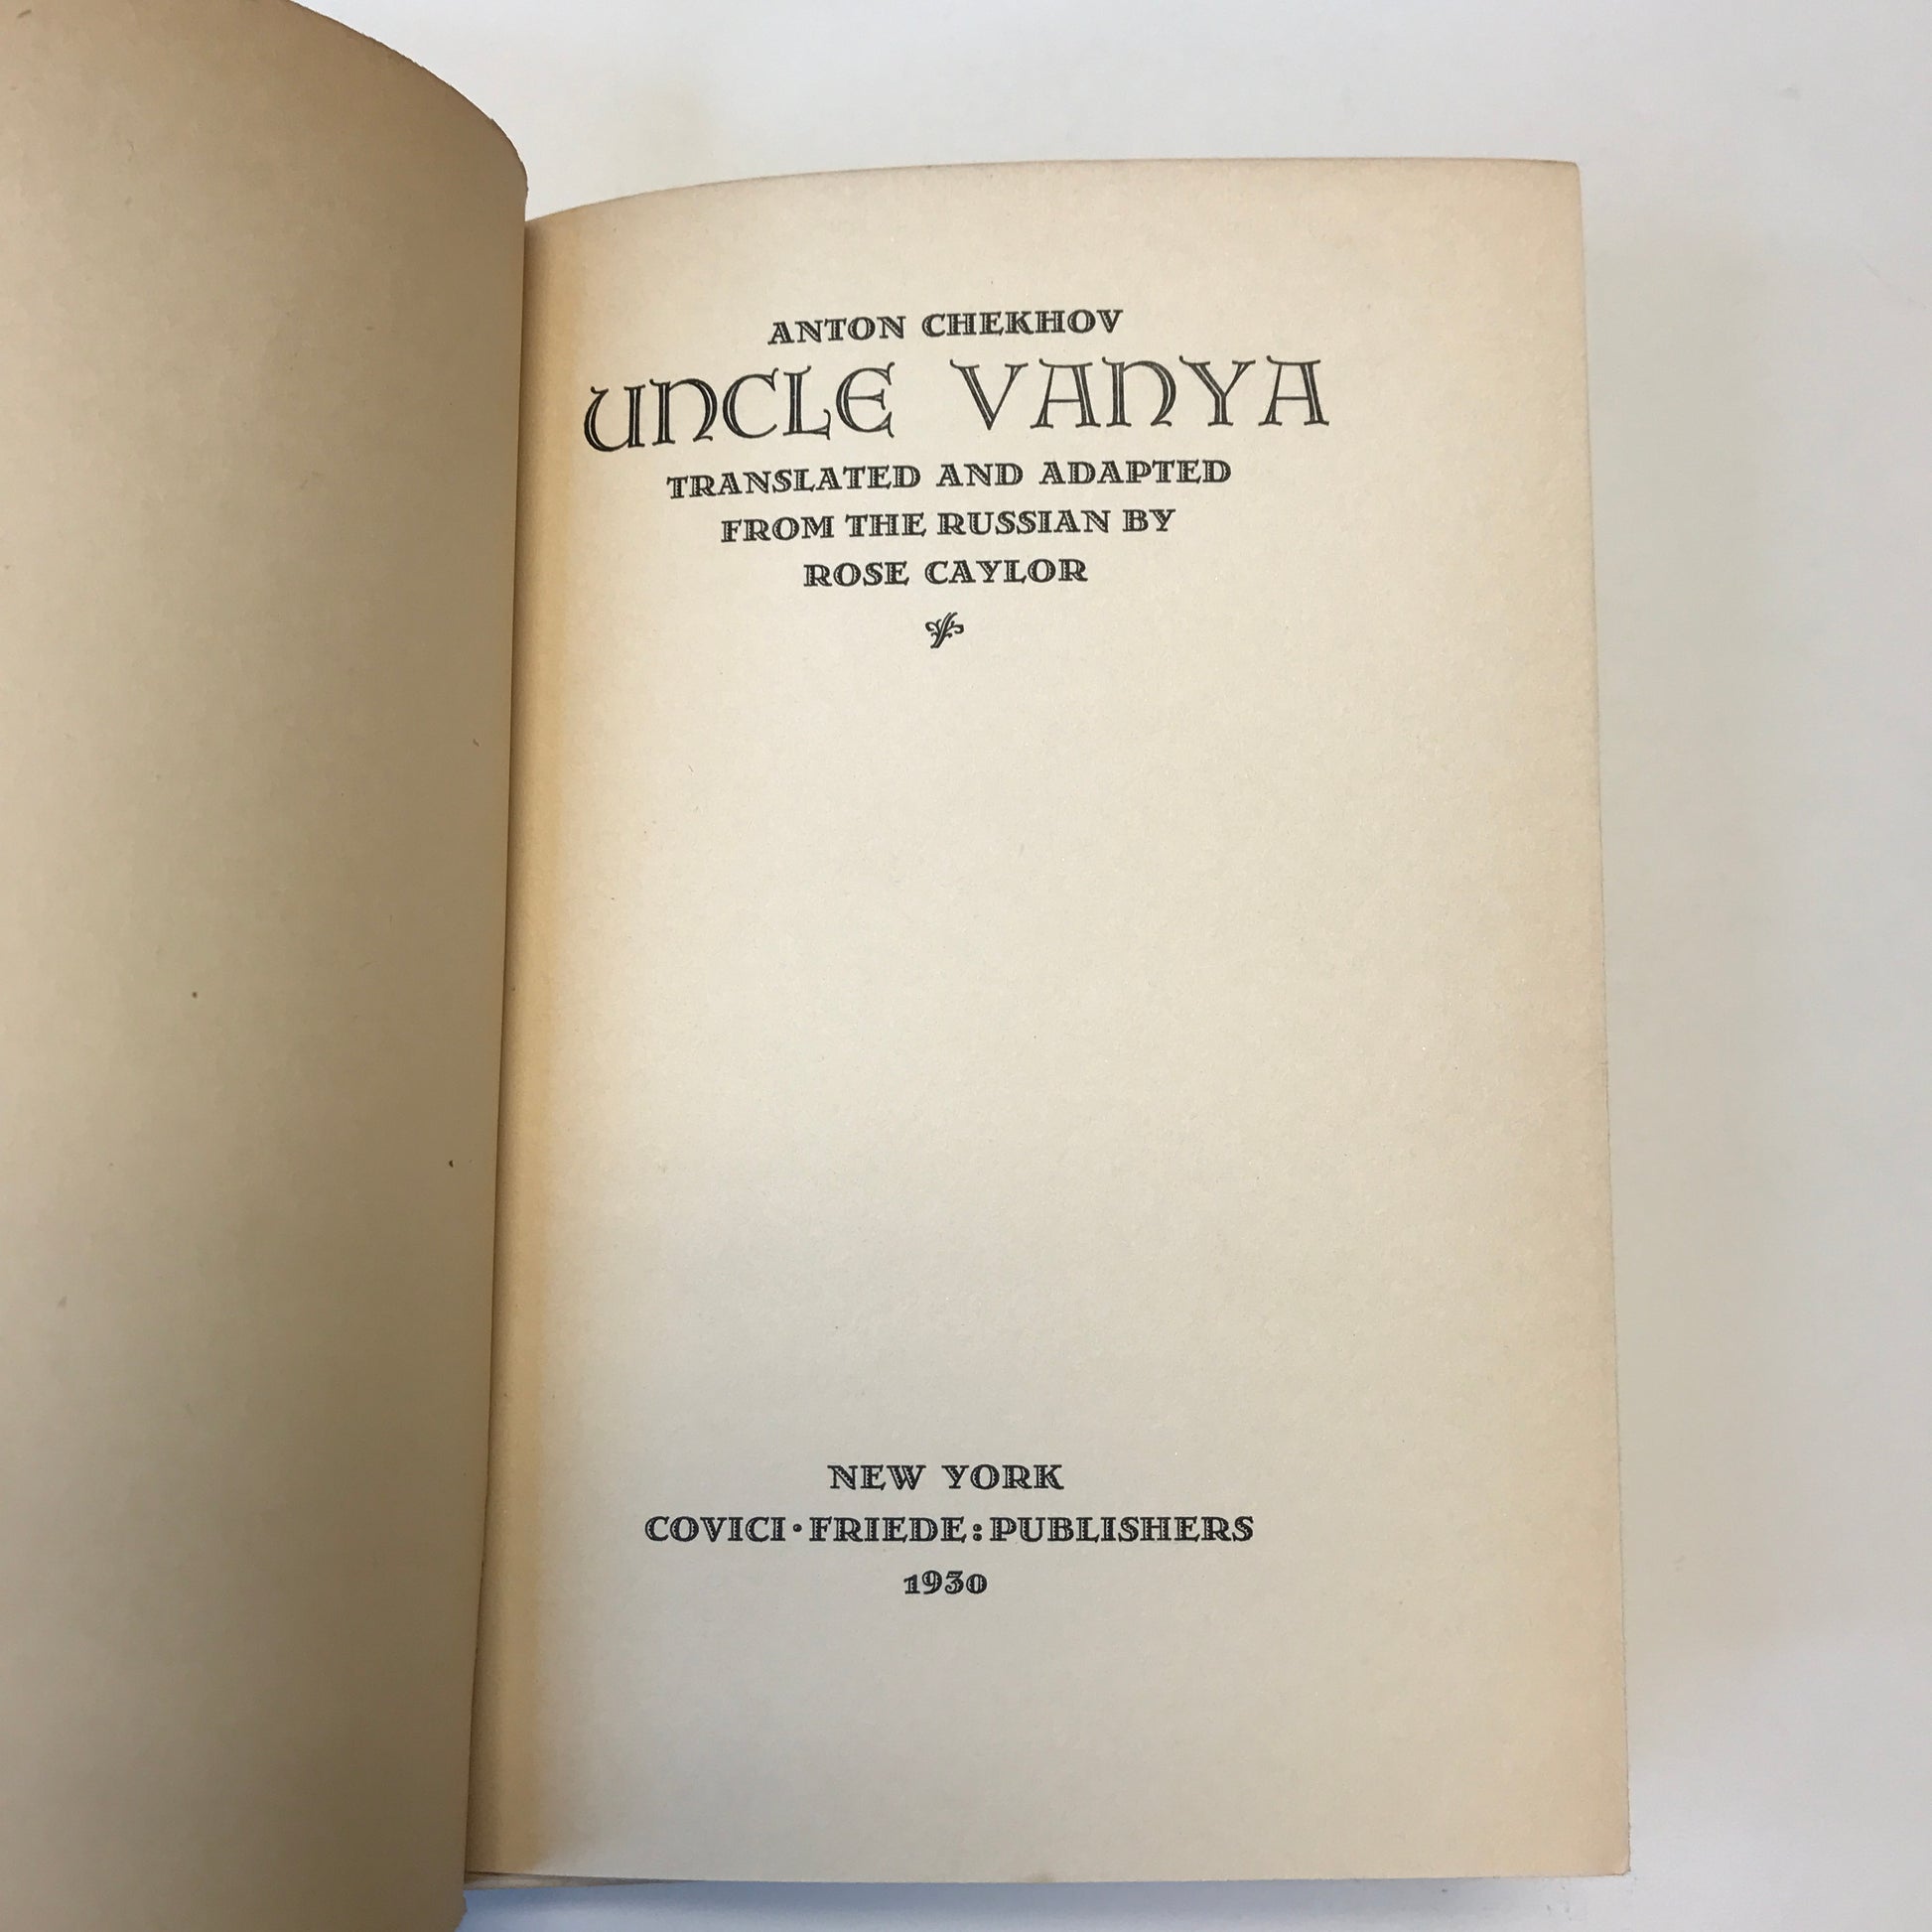 ANTON CHEKHOV
UNCLE VANYA
TRANSLATED AND ADAPTED
FROM THE RUSSIAN BY
ROSE CAYLOR
NEW YORK
COVICI·FRIEDE:PUBLISHERS
1930